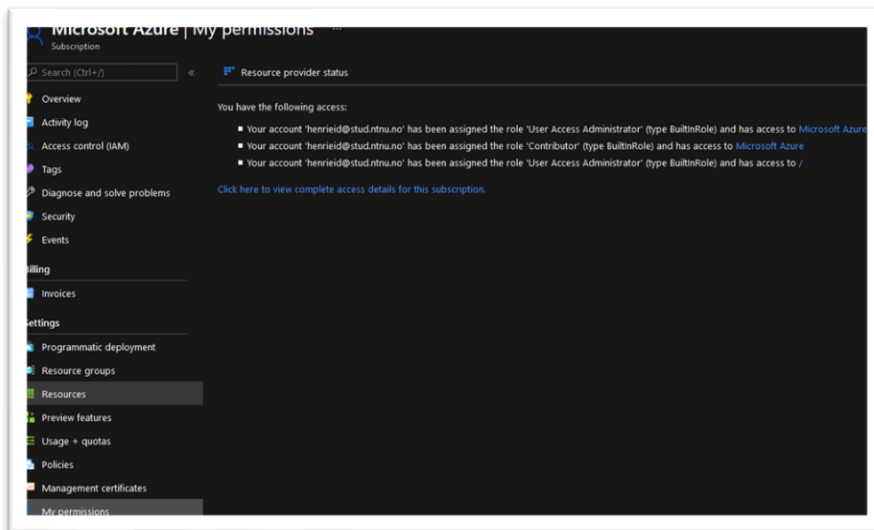 Microsoft Azure | My permissions ...
Subscription
Search (Ctrl+/)
«
Resource provider status
Overview
Activity log
Access control (IAM)
Tags
Diagnose and solve problems
Security
Events
Billing
Invoices
Settings
Programmatic deployment
Resource groups
Resources
Preview features
Usage + quotas
Policies
Management certificates
My permissions
You have the following access:
Your account 'henrieid@stud.ntnu.no' has been assigned the role 'User Access Administrator' (type BuiltInRole) and has access to Microsoft Azure
Your account 'henrieid@stud.ntnu.no' has been assigned the role 'Contributor' (type BuiltInRole) and has access to Microsoft Azure
Your account 'henrieid@stud.ntnu.no' has been assigned the role 'User Access Administrator' (type BuiltInRole) and has access to /
Click here to view complete access details for this subscription.